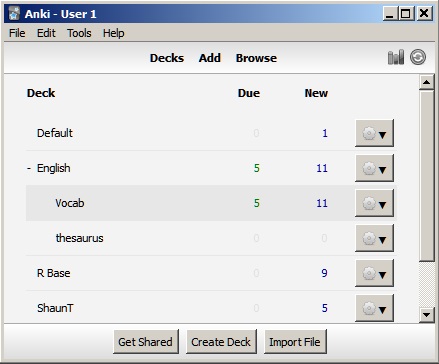 Anki - User 1
File Edit Tools Help
Decks Add Browse
Deck Due New
Default 0 1
- English 5 11
Vocab 5 11
thesaurus 0 0
R Base 0 9
ShaunT 0 5
Get Shared Create Deck Import File